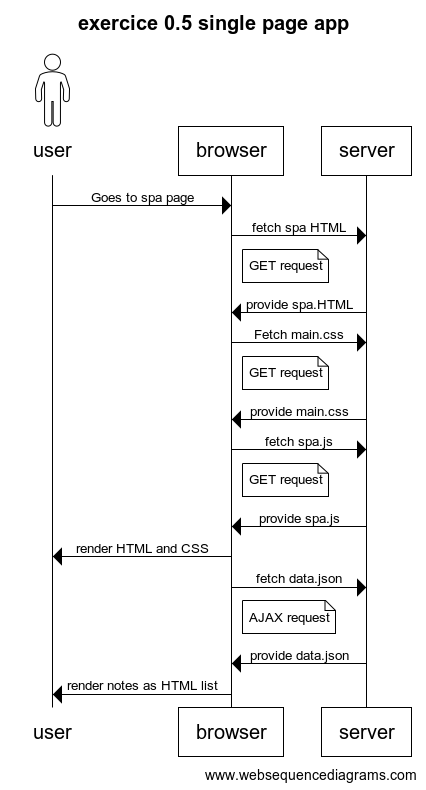 exercice 0.5 single page app
user
browser
server
Goes to spa page
fetch spa HTML
GET request
provide spa.HTML
Fetch main.css
GET request
provide main.css
fetch spa.js
GET request
provide spa.js
render HTML and CSS
fetch data.json
AJAX request
provide data.json
render notes as HTML list
user
browser
server
www.websequencediagrams.com